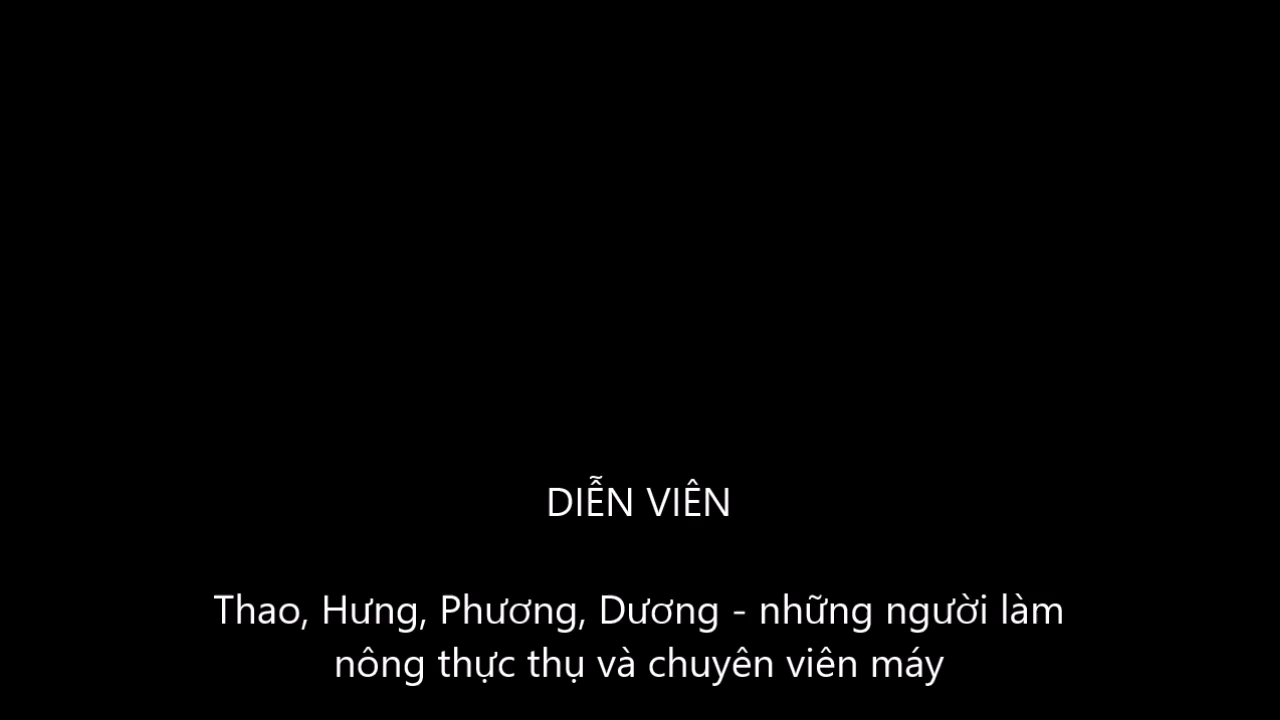 DIỄN VIÊN
Thao, Hưng, Phương, Dương - những người làm
nông thực thụ và chuyên viên máy